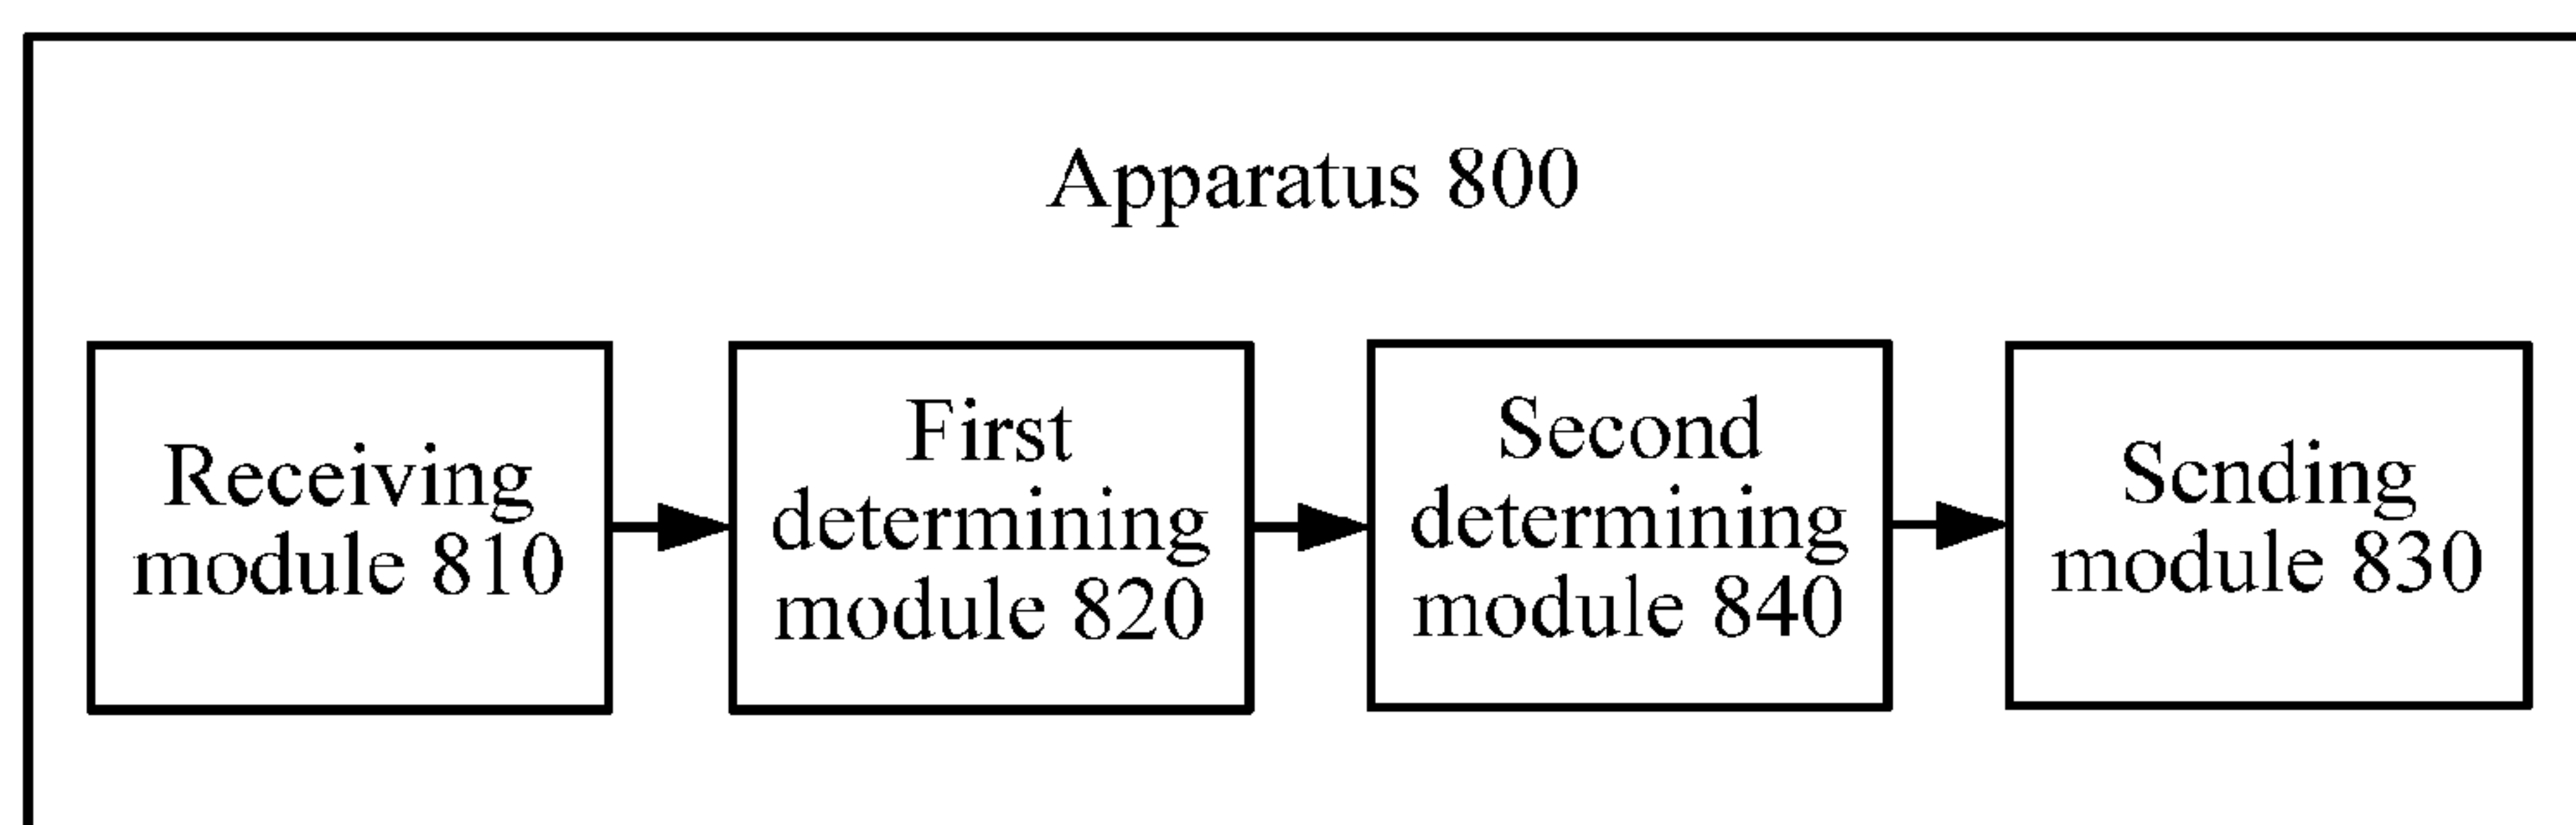 Apparatus 800
Receiving
module 810
First
determining
module 820
Second
determining
module 840
Sending
module 830